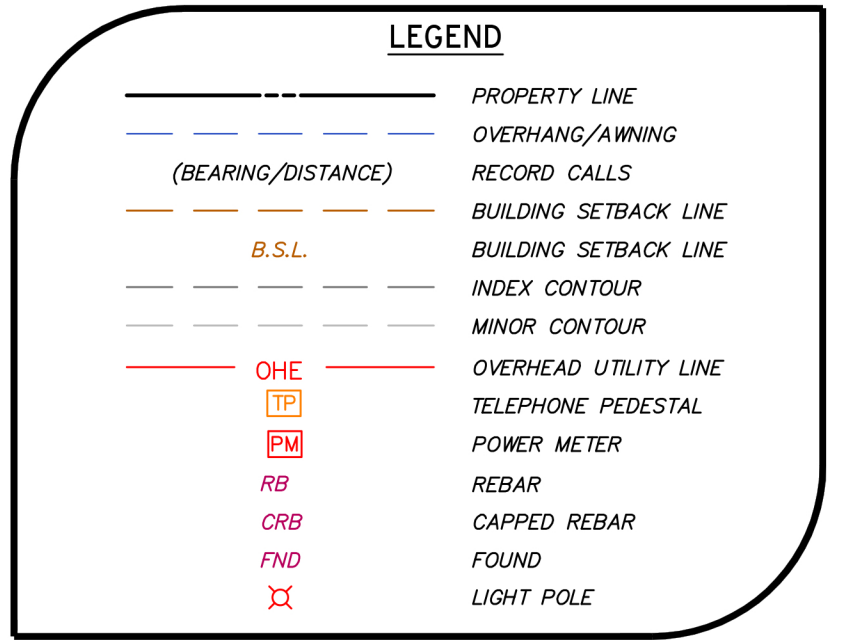 LEGEND
PROPERTY LINE
OVERHANG/AWNING
(BEARING/DISTANCE) RECORD CALLS
BUILDING SETBACK LINE
B.S.L. BUILDING SETBACK LINE
INDEX CONTOUR
MINOR CONTOUR
OHE OVERHEAD UTILITY LINE
TP TELEPHONE PEDESTAL
PM POWER METER
RB REBAR
CRB CAPPED REBAR
FND FOUND
LIGHT POLE